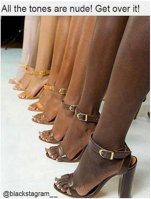 All the tones are nude! Get over it!
@blackstagram__